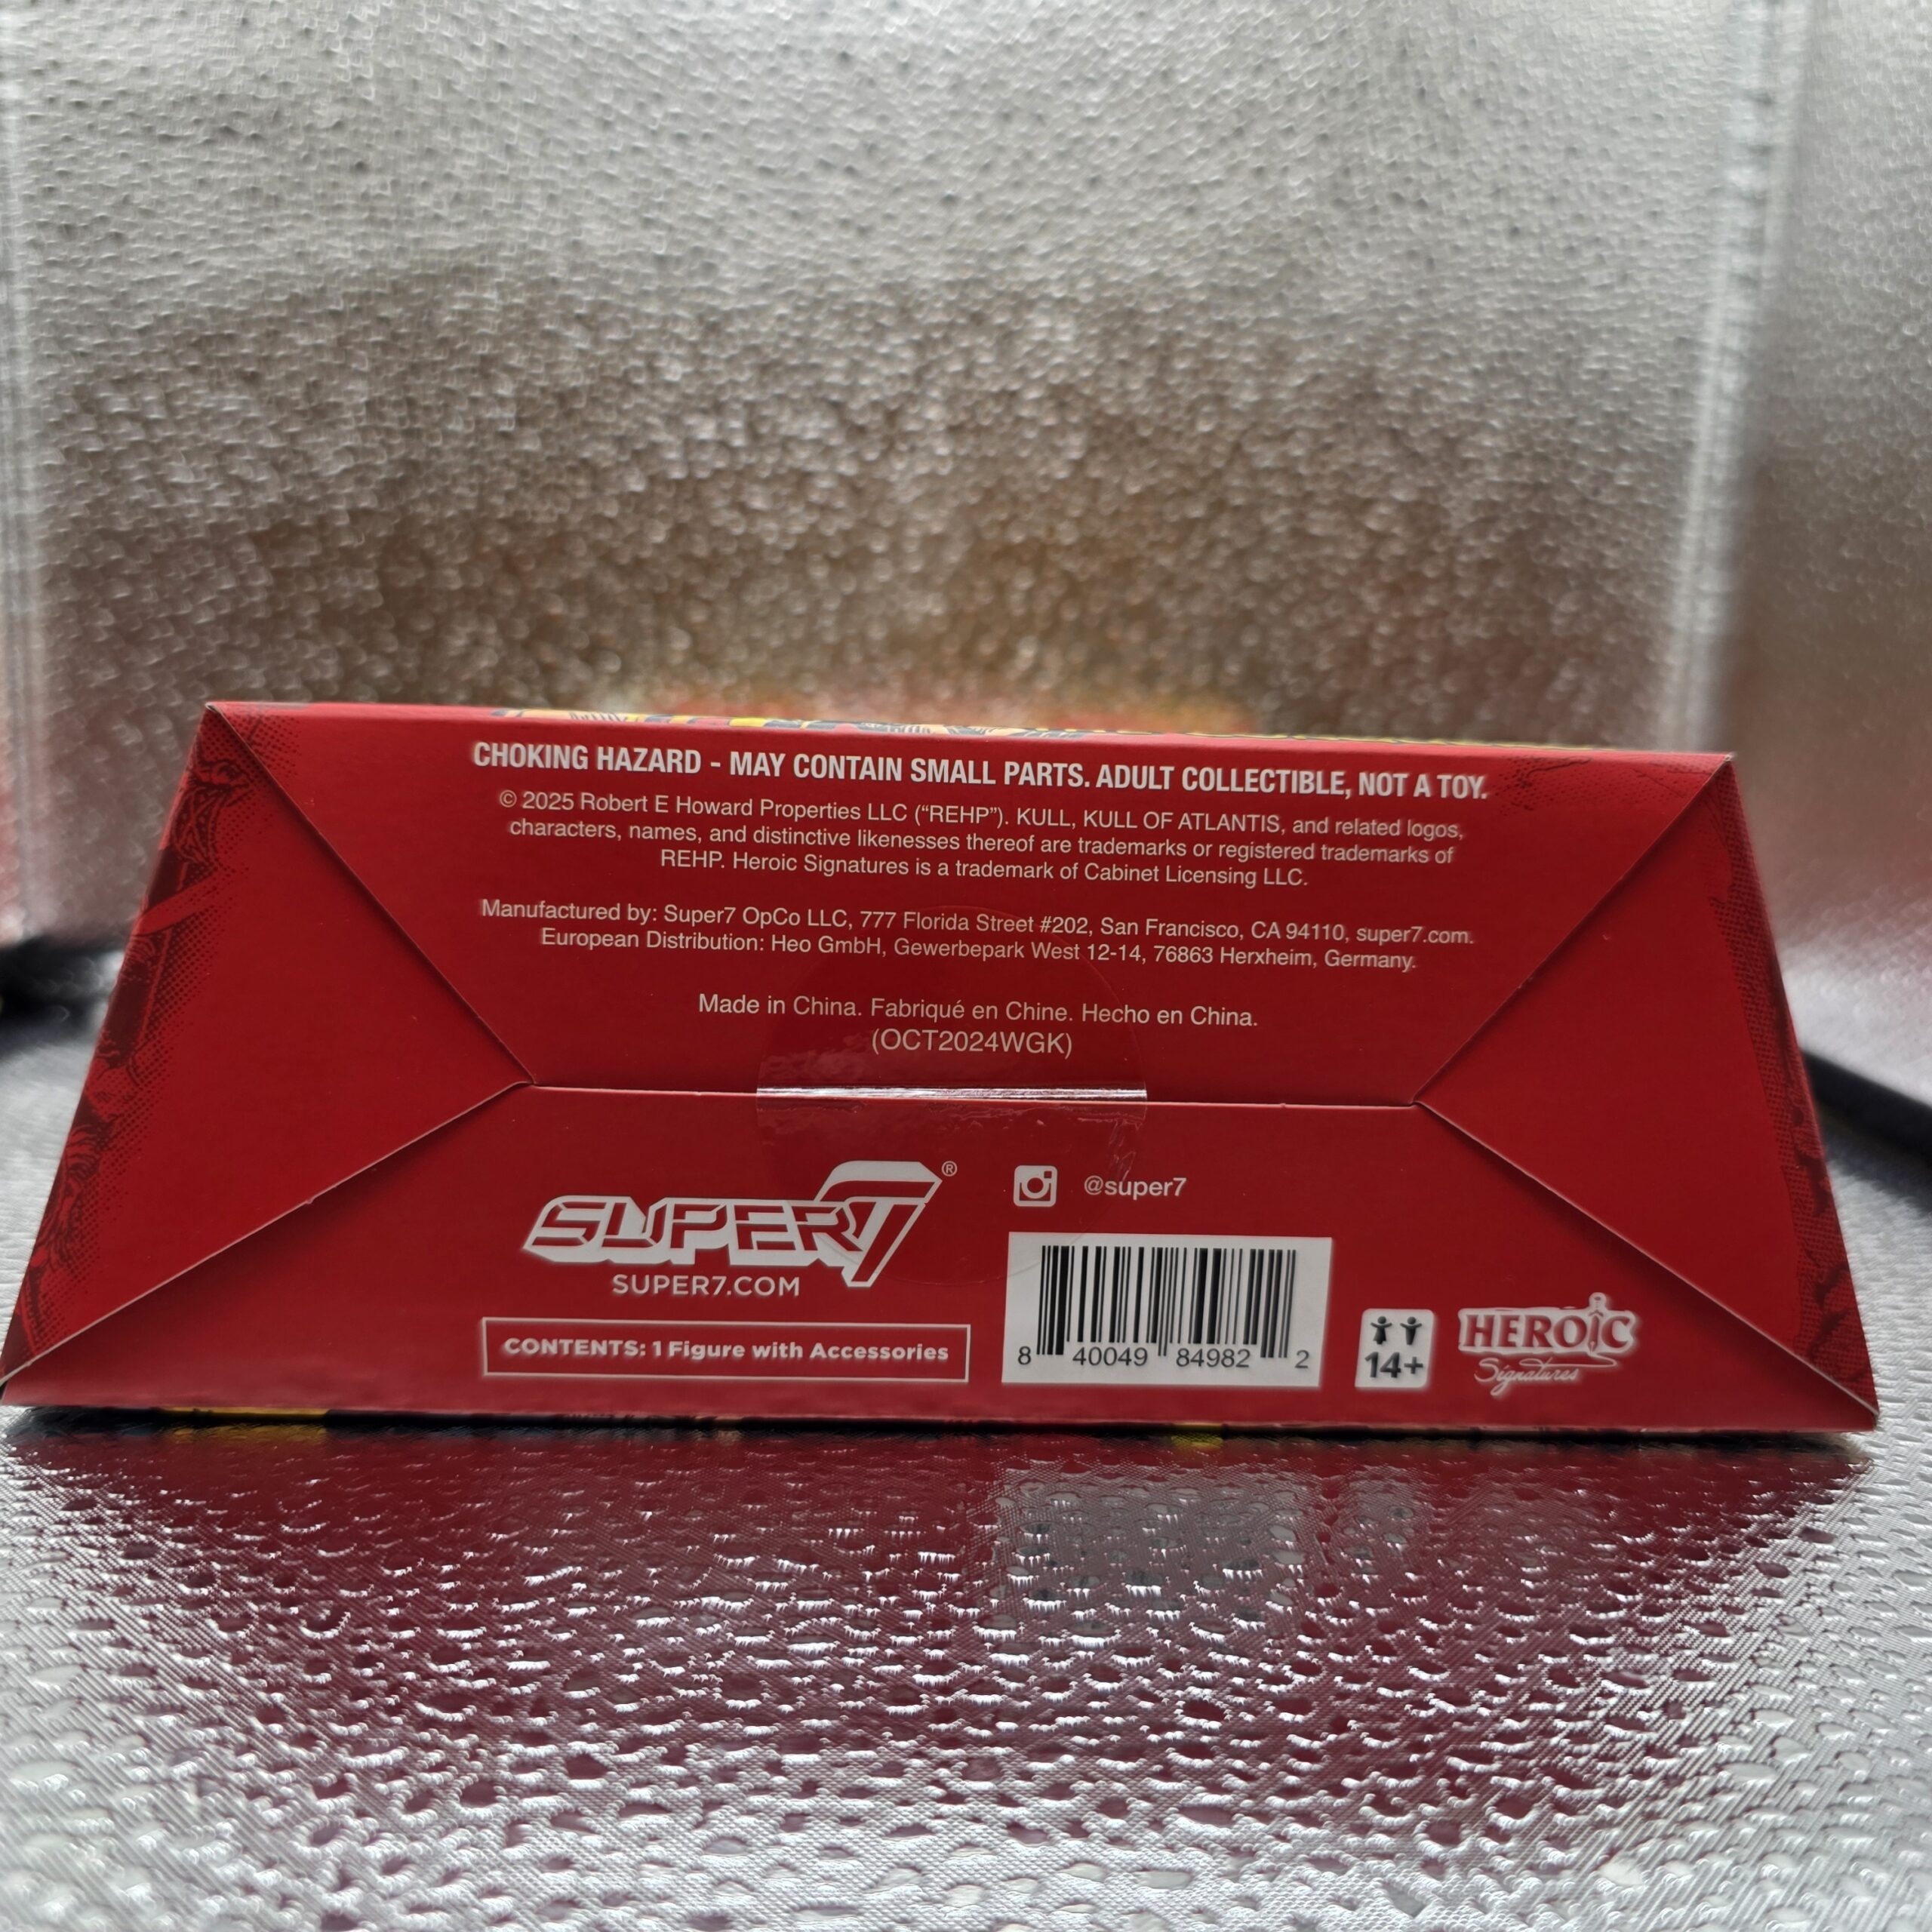 CHOKING HAZARD - MAY CONTAIN SMALL PARTS. ADULT COLLECTIBLE, NOT A TOY.
© 2025 Robert E Howard Properties LLC (“REHP”). KULL, KULL OF ATLANTIS, and related logos,
characters, names, and distinctive likenesses thereof are trademarks or registered trademarks of
REHP. Heroic Signatures is a trademark of Cabinet Licensing LLC.
Manufactured by: Super7 OpCo LLC, 777 Florida Street #202, San Francisco, CA 94110, super7.com.
European Distribution: Heo GmbH, Gewerbepark West 12-14, 76863 Herxheim, Germany.
Made in China. Fabriqué en Chine. Hecho en China.
(OCT2024WGK)
SUPER7®
SUPER7.COM
CONTENTS: 1 Figure with Accessories
@super7
8 40049 84982 2
14+
HEROIC
Signatures